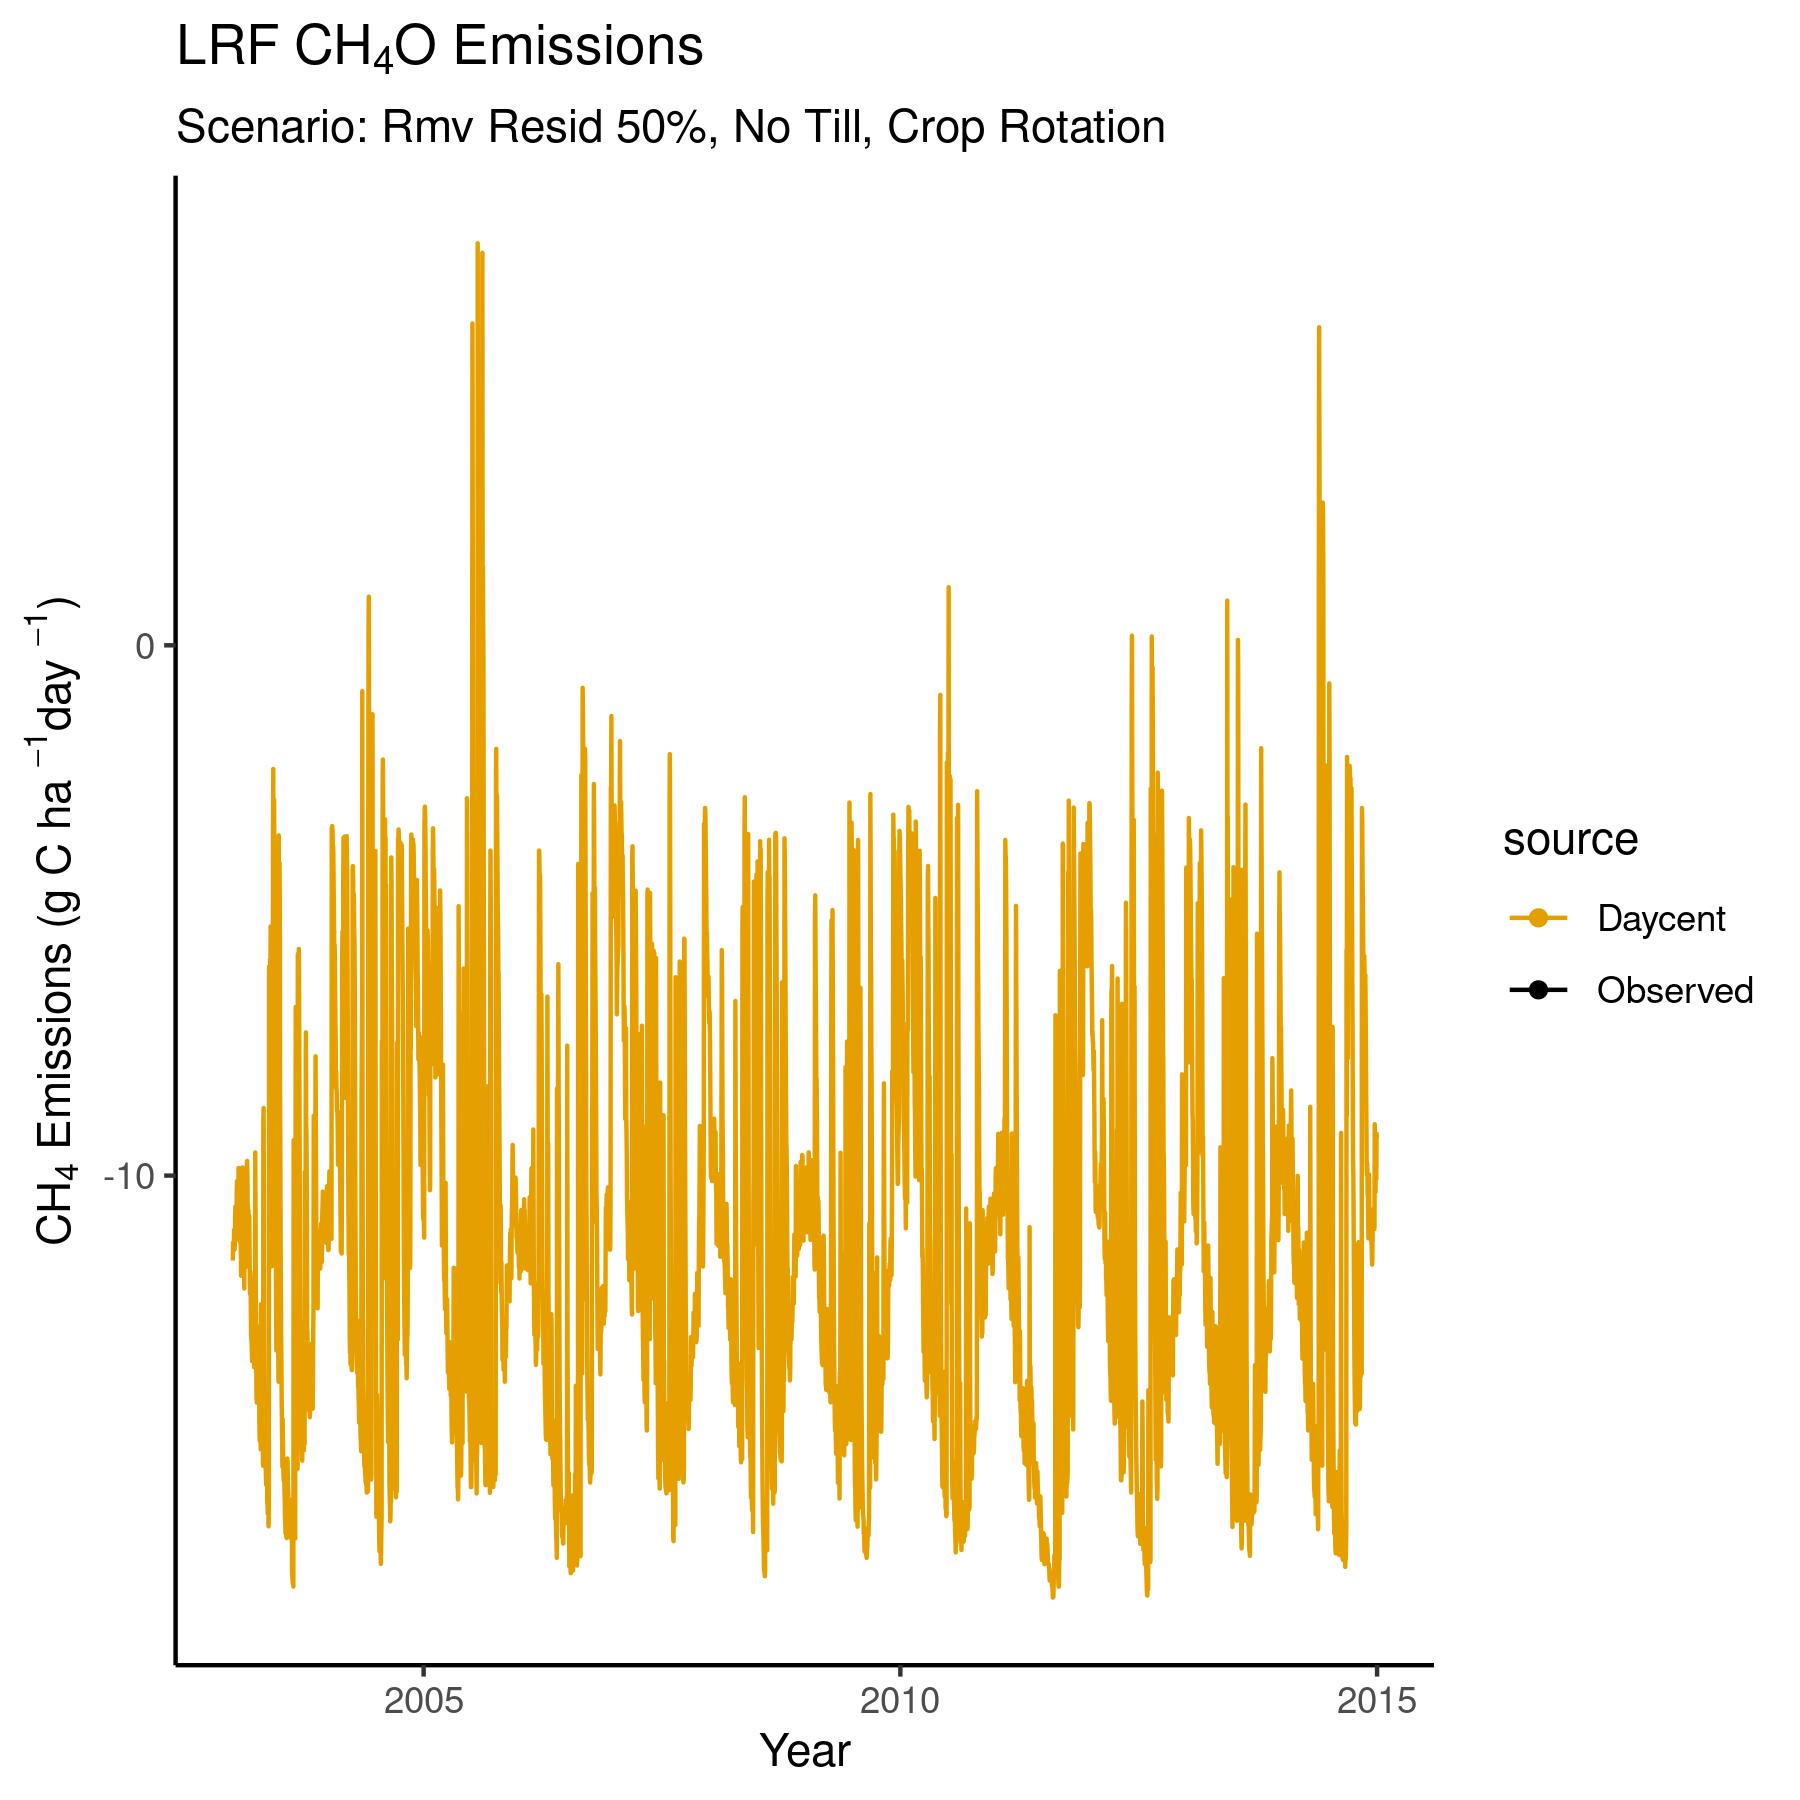 LRF CH₄O Emissions
Scenario: Rmv Resid 50%, No Till, Crop Rotation
CH₄ Emissions (g C ha ⁻¹day ⁻¹)
0
-10
2005
2010
2015
Year
source
Daycent
Observed